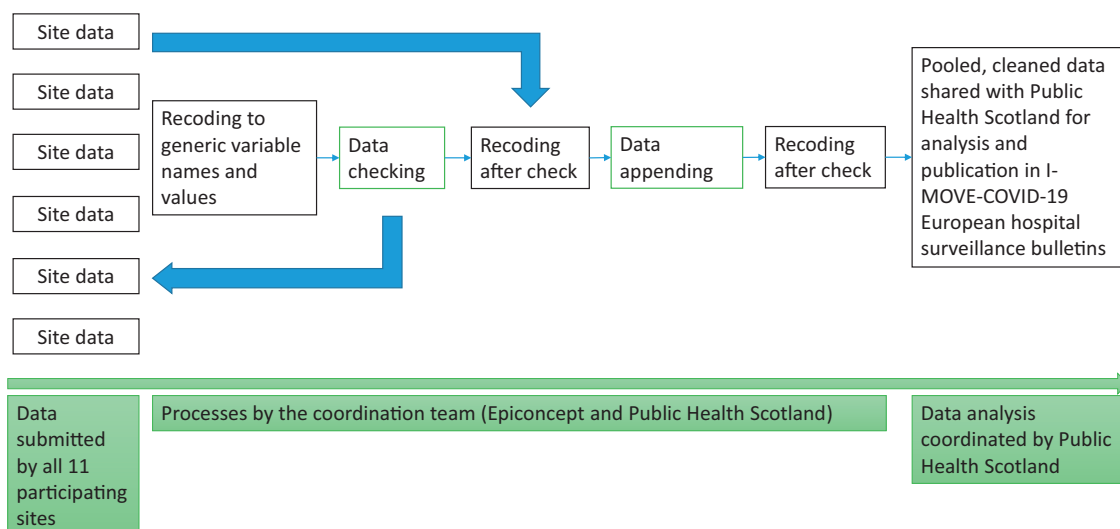 Site data
Site data
Site data
Site data
Site data
Site data
Recoding to
generic variable
names and
values
Data
checking
Recoding
after check
Data
appending
Recoding
after check
Pooled, cleaned data
shared with Public
Health Scotland for
analysis and
publication in I-
MOVE-COVID-19
European hospital
surveillance bulletins
Data
submitted
by all 11
participating
sites
Processes by the coordination team (Epiconcept and Public Health Scotland)
Data analysis
coordinated by Public
Health Scotland